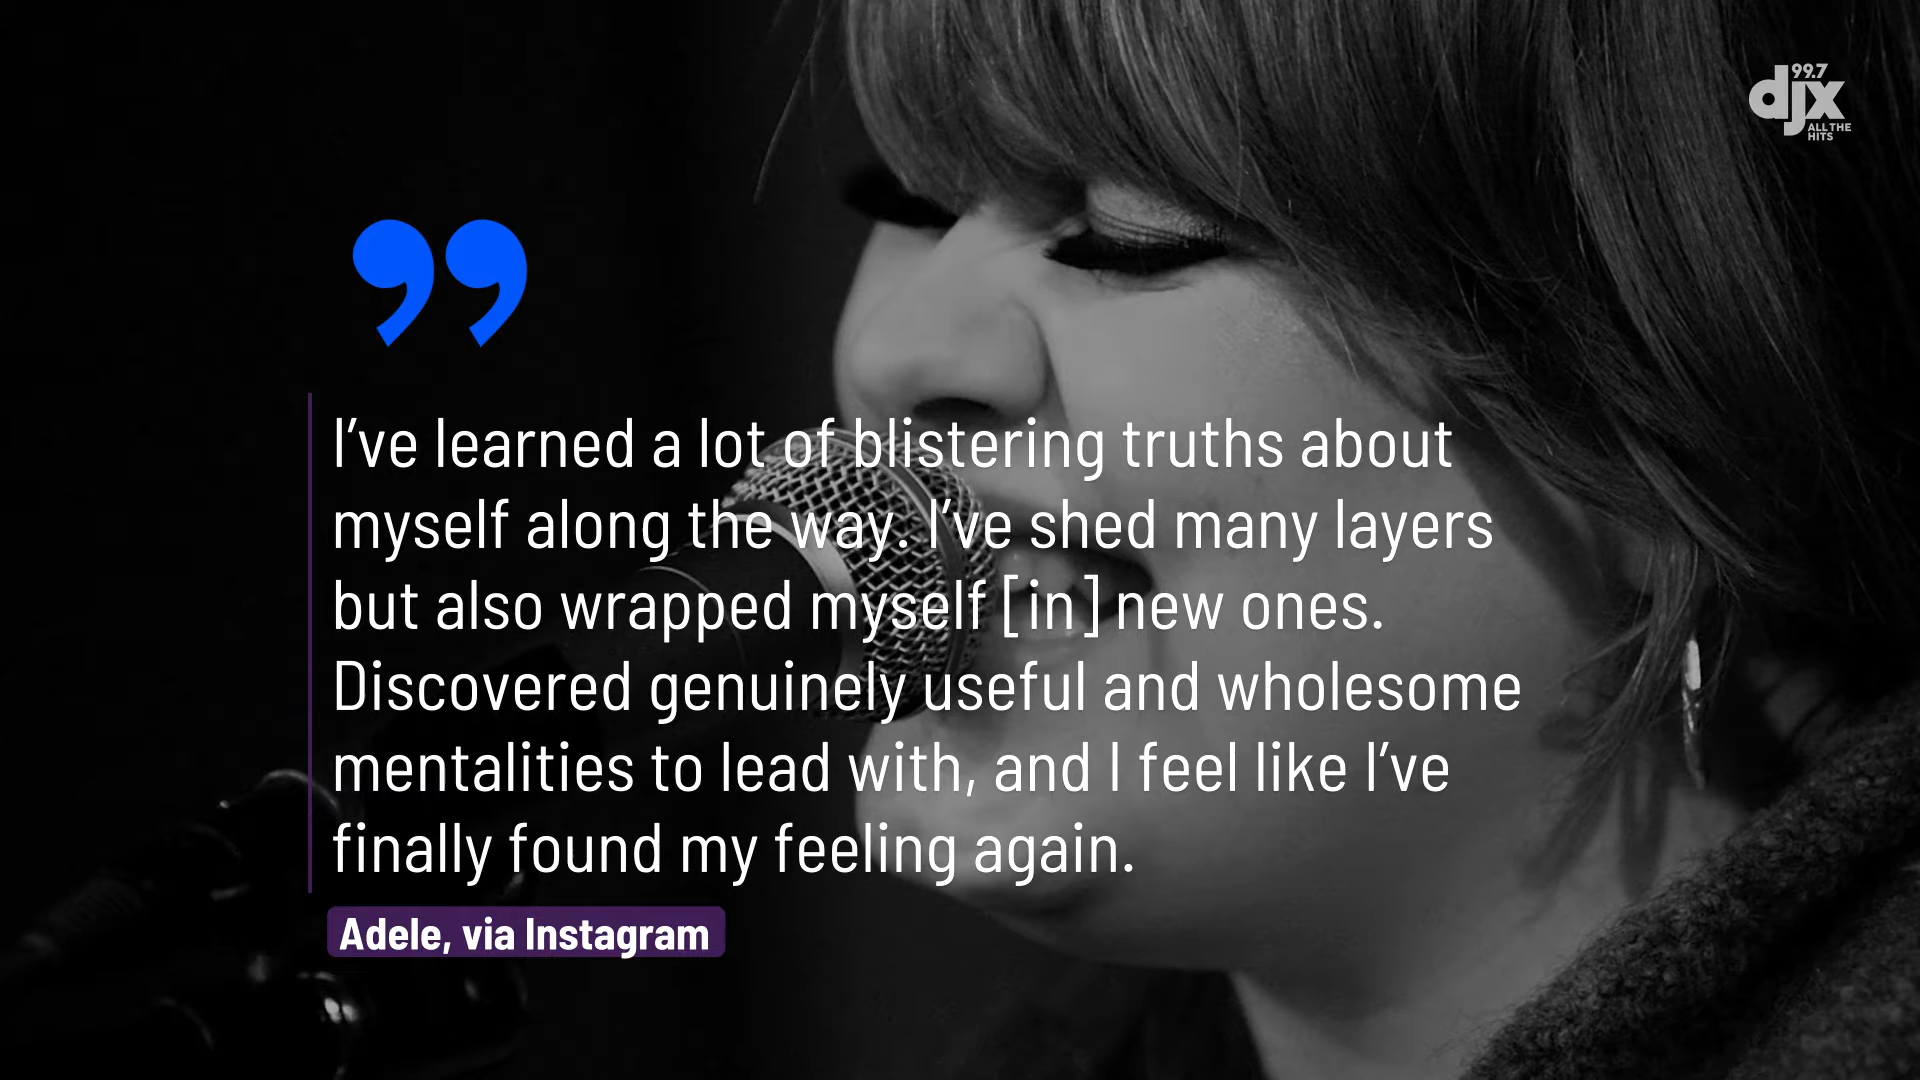 99.7
djx
ALL THE
HITS
”
I’ve learned a lot of blistering truths about
myself along the way. I’ve shed many layers
but also wrapped myself [in] new ones.
Discovered genuinely useful and wholesome
mentalities to lead with, and I feel like I’ve
finally found my feeling again.
Adele, via Instagram